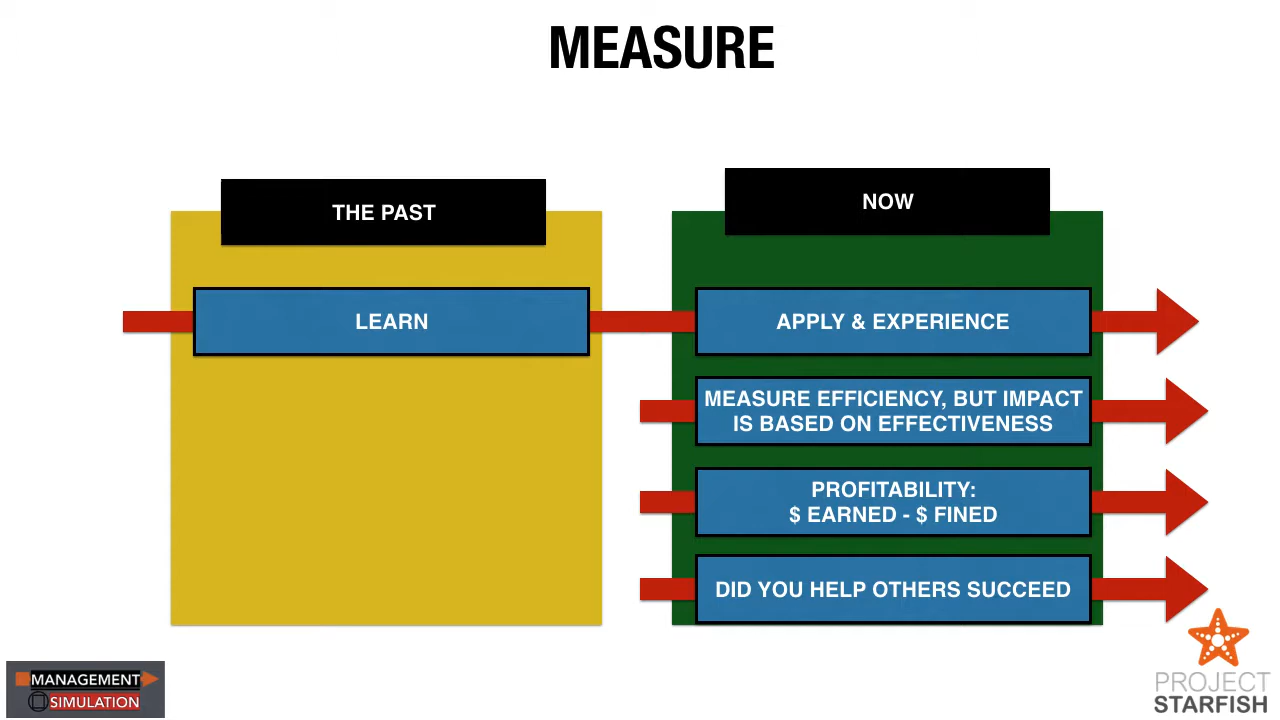 MEASURE
THE PAST
NOW
LEARN
APPLY & EXPERIENCE
MEASURE EFFICIENCY, BUT IMPACT
IS BASED ON EFFECTIVENESS
PROFITABILITY:
$ EARNED - $ FINED
DID YOU HELP OTHERS SUCCEED
MANAGEMENT
SIMULATION
PROJECT
STARFISH